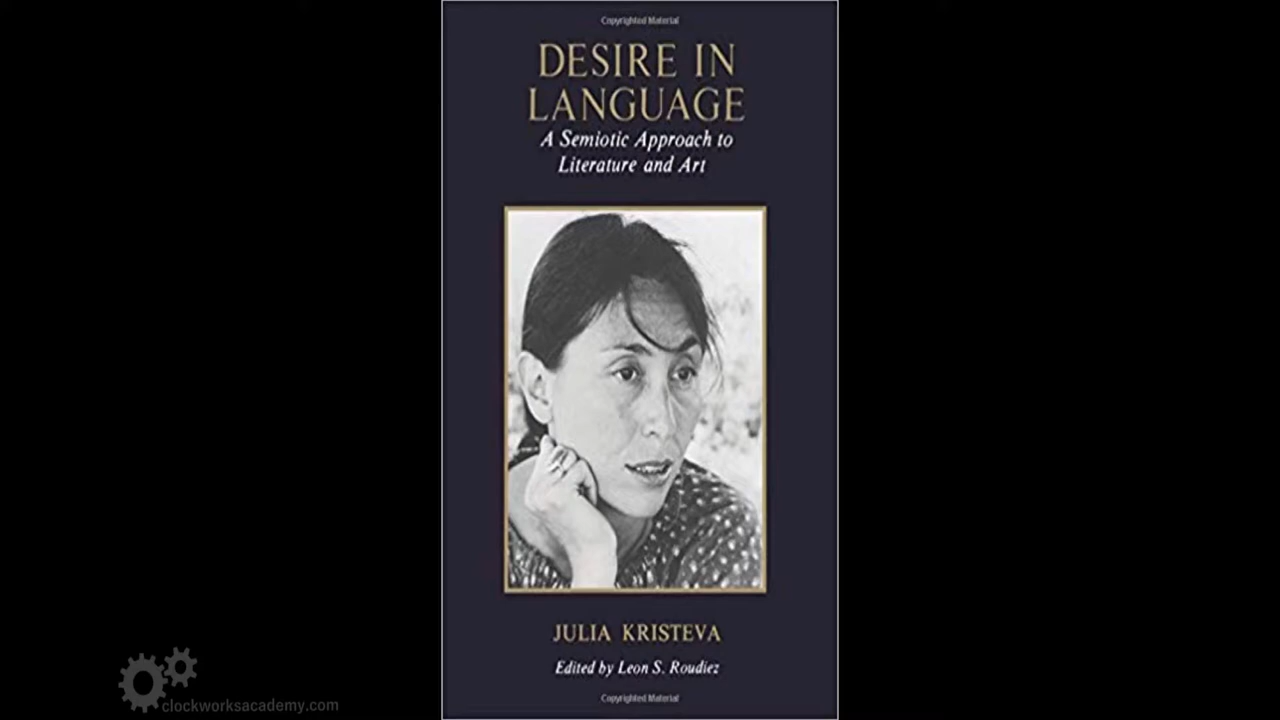 Copyrighted Material
DESIRE IN
LANGUAGE
A Semiotic Approach to
Literature and Art
JULIA KRISTEVA
Edited by Leon S. Roudiez
Copyrighted Material
clockworksacademy.com